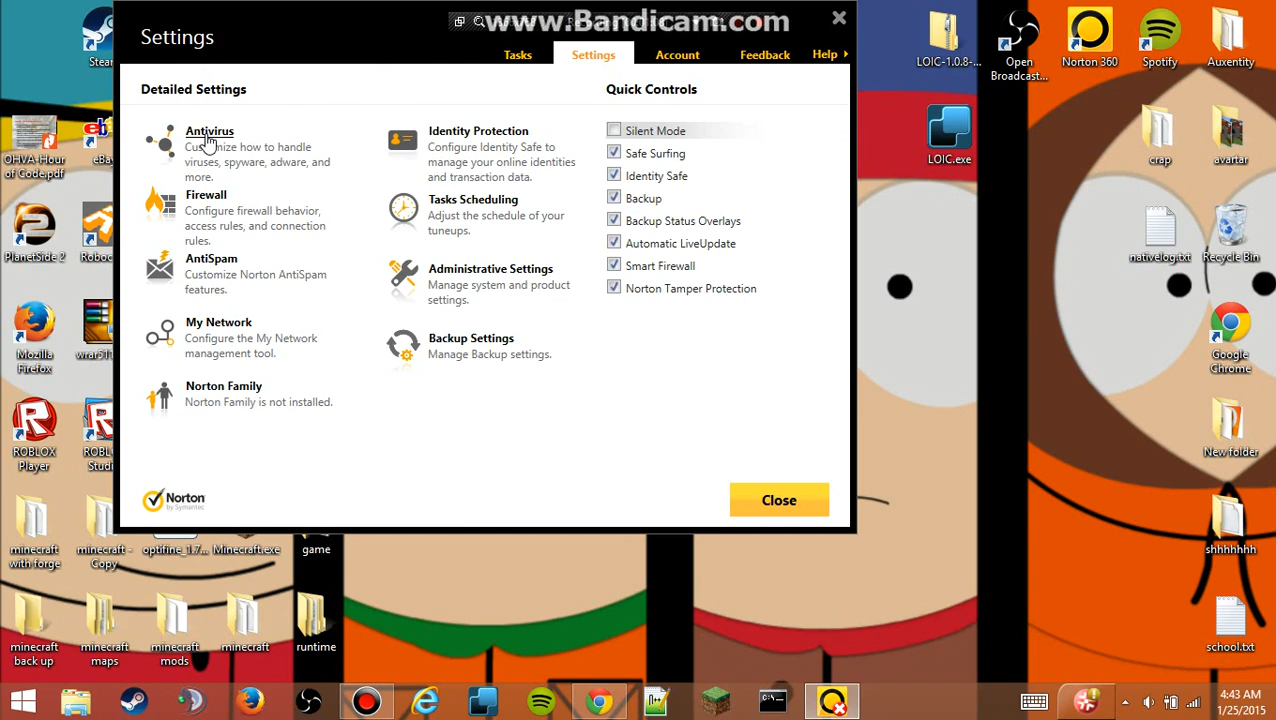 www.Bandicam.com
Settings
Tasks
Settings
Account
Feedback
Help
Detailed Settings
Quick Controls
Antivirus
Customize how to handle
viruses, spyware, adware, and
more.
Firewall
Configure firewall behavior,
access rules, and connection
rules.
AntiSpam
Customize Norton AntiSpam
features.
My Network
Configure the My Network
management tool.
Norton Family
Norton Family is not installed.
Identity Protection
Configure Identity Safe to
manage your online identities
and transaction data.
Tasks Scheduling
Adjust the schedule of your
tuneups.
Administrative Settings
Manage system and product
settings.
Backup Settings
Manage Backup settings.
Silent Mode
Safe Surfing
Identity Safe
Backup
Backup Status Overlays
Automatic LiveUpdate
Smart Firewall
Norton Tamper Protection
Norton
by Symantec
Close
Steam
OHVA-Hour
of Code.pdf
eBay
PlanetSide 2
Roboc
Mozilla
Firefox
wrar511
ROBLOX
Player
ROBL
Studi
minecraft
with forge
minecraft -
Copy
optifine_1.7...
Minecraft.exe
game
minecraft
back up
minecraft
maps
minecraft
mods
minecraft
runtime
LOIC-1.0.8-...
Open
Broadcast...
Norton 360
Spotify
Auxentity
LOIC.exe
crap
avartar
nativelog.txt
Recycle Bin
Google
Chrome
New folder
shhhhhhh
school.txt
4:43 AM
1/25/2015